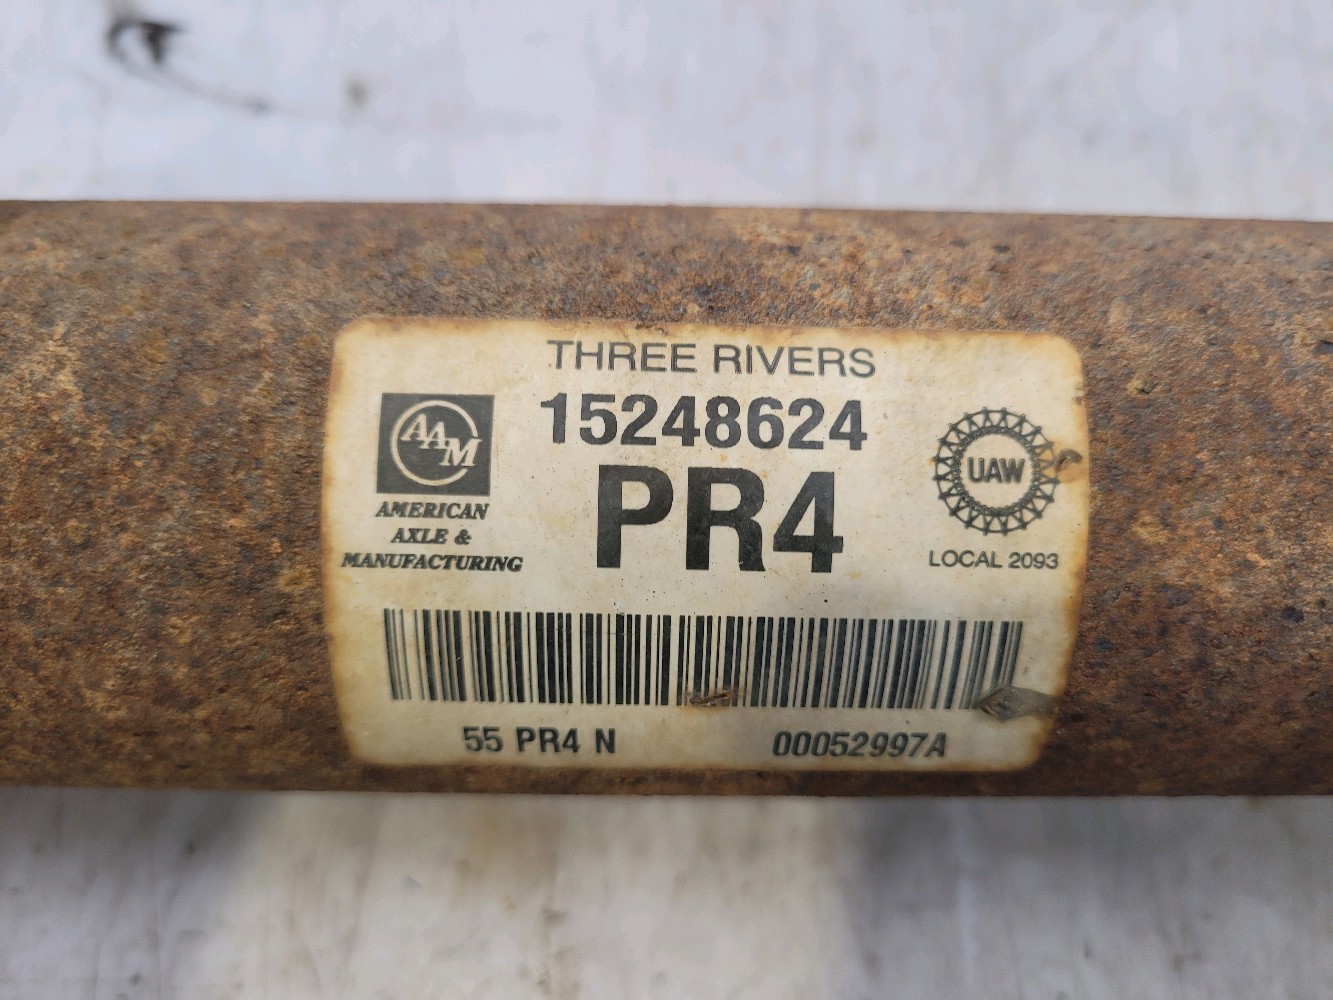 THREE RIVERS
15248624
PR4
AAM
AMERICAN
AXLE &
MANUFACTURING
UAW
LOCAL 2093
55 PR4 N
00052997A